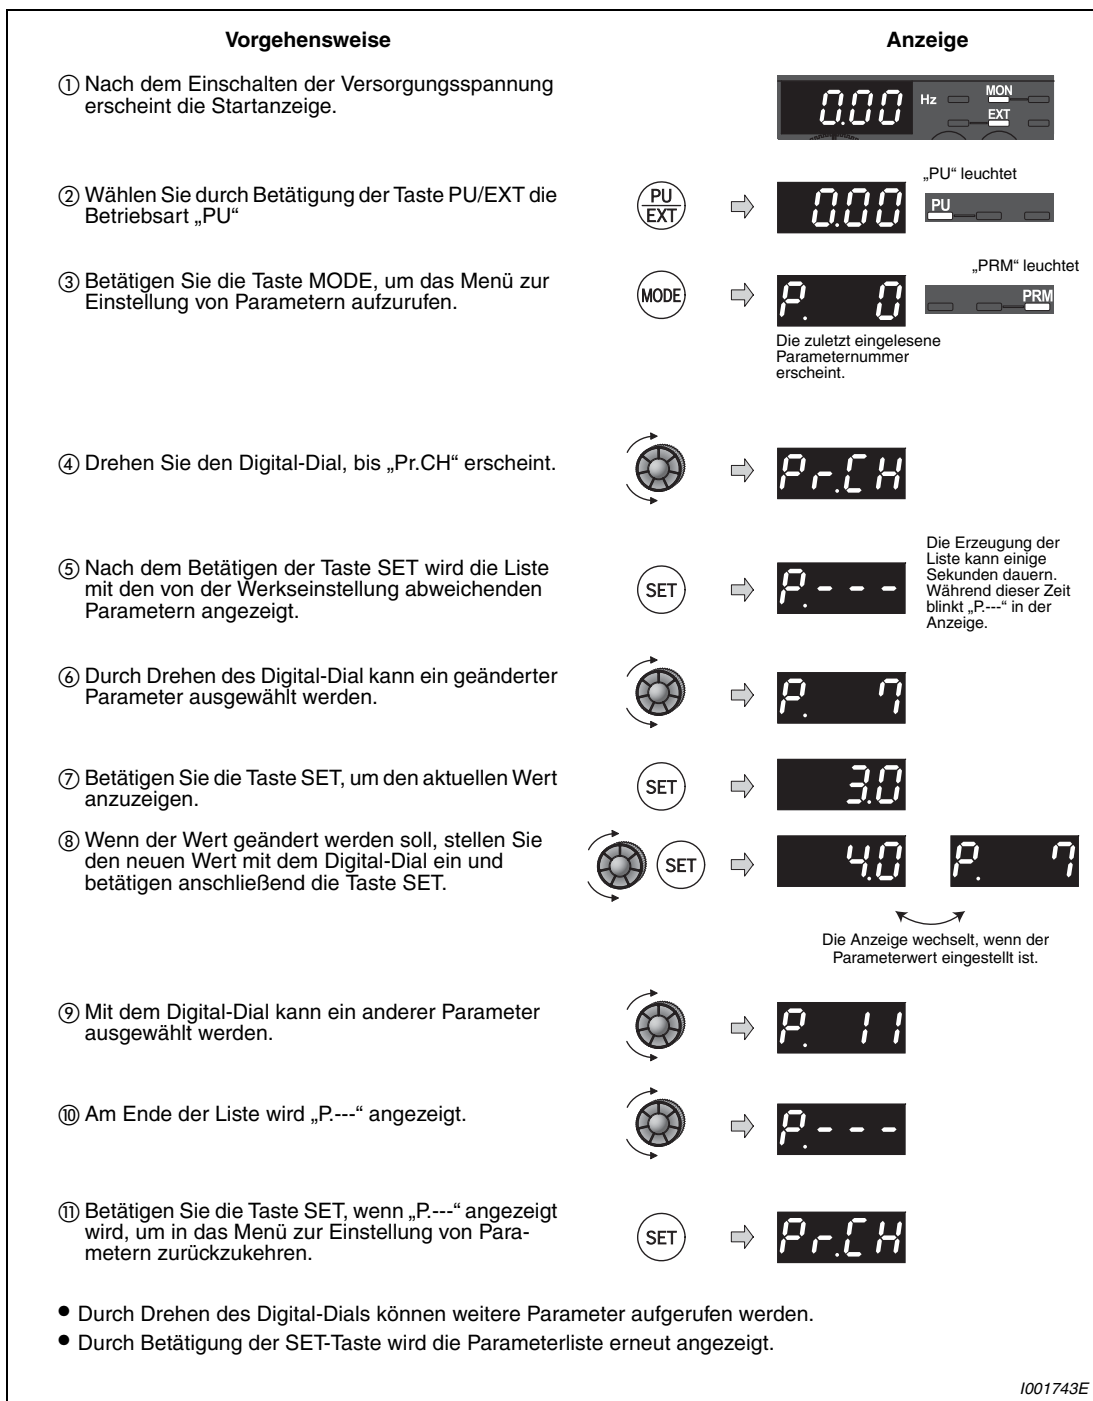 Vorgehensweise
Anzeige
① Nach dem Einschalten der Versorgungsspannung
erscheint die Startanzeige.
0.00 Hz MON
EXT
② Wählen Sie durch Betätigung der Taste PU/EXT die
Betriebsart „PU“
PU
EXT
0.00
„PU“ leuchtet
PU
③ Betätigen Sie die Taste MODE, um das Menü zur
Einstellung von Parametern aufzurufen.
MODE
P. 0
„PRM“ leuchtet
PRM
Die zuletzt eingelesene
Parameternummer
erscheint.
④ Drehen Sie den Digital-Dial, bis „Pr.CH“ erscheint.
Pr.CH
⑤ Nach dem Betätigen der Taste SET wird die Liste
mit den von der Werkseinstellung abweichenden
Parametern angezeigt.
SET
P.---
Die Erzeugung der
Liste kann einige
Sekunden dauern.
Während dieser Zeit
blinkt „P.---“ in der
Anzeige.
⑥ Durch Drehen des Digital-Dial kann ein geänderter
Parameter ausgewählt werden.
P. 7
⑦ Betätigen Sie die Taste SET, um den aktuellen Wert
anzuzeigen.
SET
3.0
⑧ Wenn der Wert geändert werden soll, stellen Sie
den neuen Wert mit dem Digital-Dial ein und
betätigen anschließend die Taste SET.
SET
4.0
P. 7
Die Anzeige wechselt, wenn der
Parameterwert eingestellt ist.
⑨ Mit dem Digital-Dial kann ein anderer Parameter
ausgewählt werden.
P. 11
⑩ Am Ende der Liste wird „P.---“ angezeigt.
P.---
⑪ Betätigen Sie die Taste SET, wenn „P.---“ angezeigt
wird, um in das Menü zur Einstellung von Para-
metern zurückzukehren.
SET
Pr.CH
● Durch Drehen des Digital-Dials können weitere Parameter aufgerufen werden.
● Durch Betätigung der SET-Taste wird die Parameterliste erneut angezeigt.
I001743E